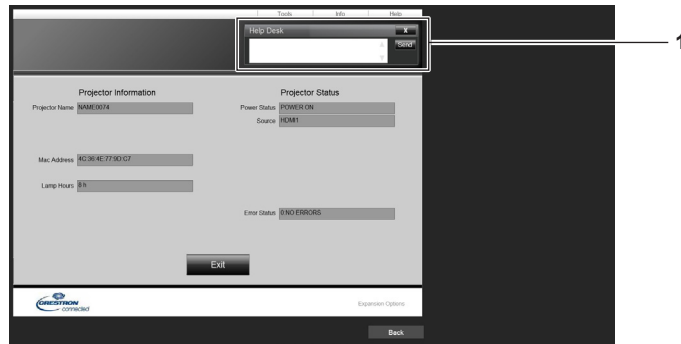 Tools Info Help
Help Desk X
Send
1
Projector Information Projector Status
Projector Name NAME0074 Power Status POWER ON
Source HDMI1
Mac Address 4C:36:4E:77:9D:C7
Lamp Hours 8 h
Error Status 0:NO ERRORS
Exit
CRESTRON
connected
Expansion Options
Back